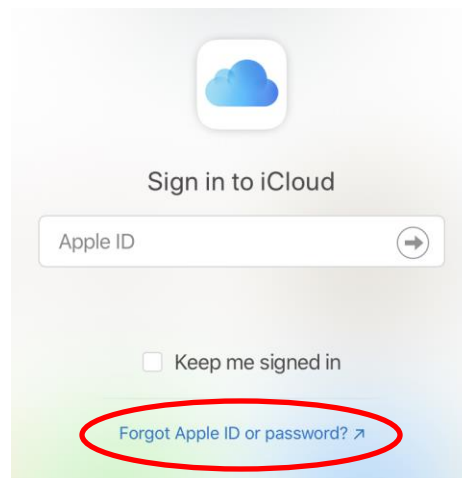 Sign in to iCloud
Apple ID
Keep me signed in
Forgot Apple ID or password? ↗